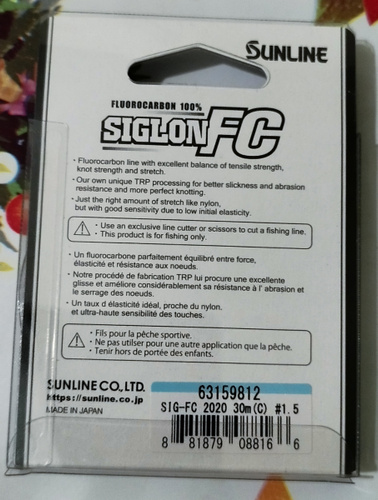 SUNLINE
FLUOROCARBON 100%
SIGLON FC
・Fluorocarbon line with excellent balance of tensile strength,
knot strength and stretch.
・Our own unique TRP processing for better slickness and abrasion
resistance and more perfect knotting.
・Just the right amount of stretch like nylon,
but with good sensitivity due to low initial elasticity.
・Use an exclusive line cutter or scissors to cut a fishing line.
・This product is for fishing only.
・Un fluorocarbone parfaitement équilibré entre force,
élasticité et résistance aux noeuds.
・Notre procédé de fabrication TRP lui procure une excellente
glisse et améliore considérablement sa résistance à l' abrasion et
le serrage des noeuds.
・Un taux d élasticité idéal, proche du nylon.
et ultra-haute sensibilité des touches.
・Fils pour la pêche sportive.
・Ne pas utiliser pour une autre application que la pêche.
・Tenir hors de portée des enfants.
SUNLINE CO., LTD.
https://sunline.co.jp
MADE IN JAPAN
63159812
SIG-FC 2020 30m(C) #1.5
8 81879 08816 6